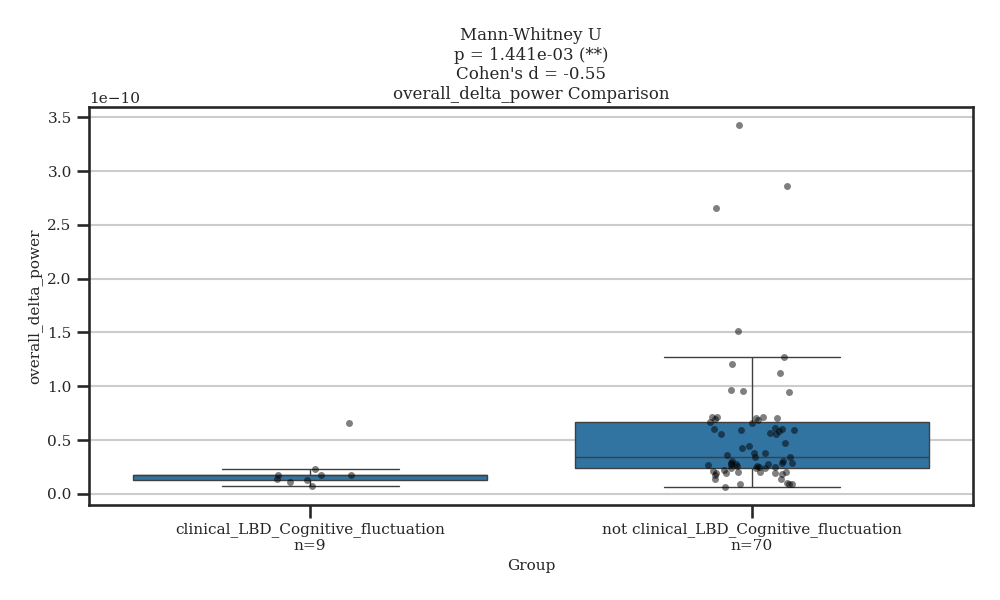 Mann-Whitney U
p = 1.441e-03 (**)
Cohen's d = -0.55
overall_delta_power Comparison
1e−10
3.5
3.0
2.5
2.0
1.5
1.0
0.5
0.0
overall_delta_power
clinical_LBD_Cognitive_fluctuation
n=9
not clinical_LBD_Cognitive_fluctuation
n=70
Group